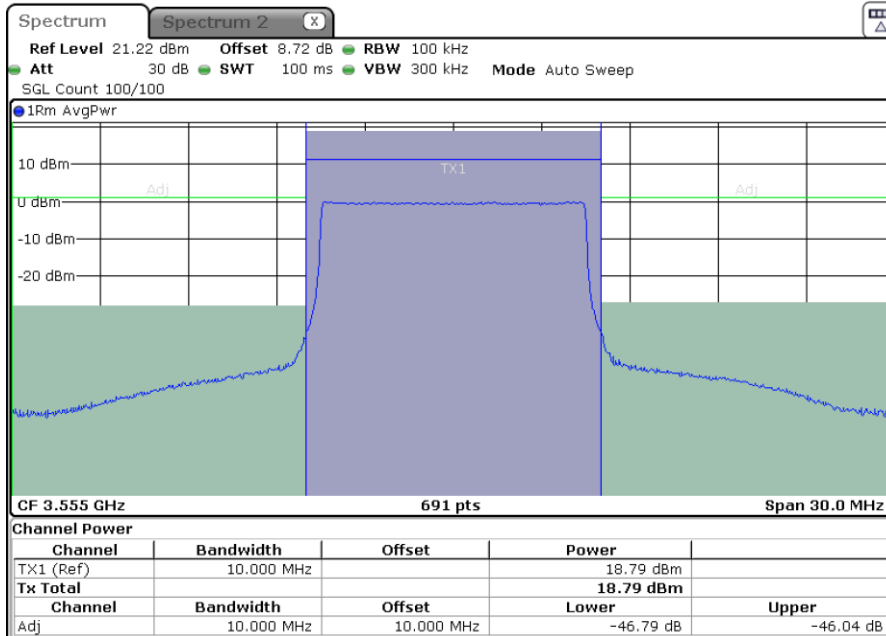 Spectrum Spectrum 2 X
Ref Level 21.22 dBm Offset 8.72 dB RBW 100 kHz
Att 30 dB SWT 100 ms VBW 300 kHz Mode Auto Sweep
SGL Count 100/100
1Rm AvgPwr
10 dBm
TX1
Adj Adj
0 dBm
-10 dBm
-20 dBm
CF 3.555 GHz 691 pts Span 30.0 MHz
Channel Power
Channel Bandwidth Offset Power
TX1 (Ref) 10.000 MHz 18.79 dBm
Tx Total 18.79 dBm
Channel Bandwidth Offset Lower Upper
Adj 10.000 MHz 10.000 MHz -46.79 dB -46.04 dB